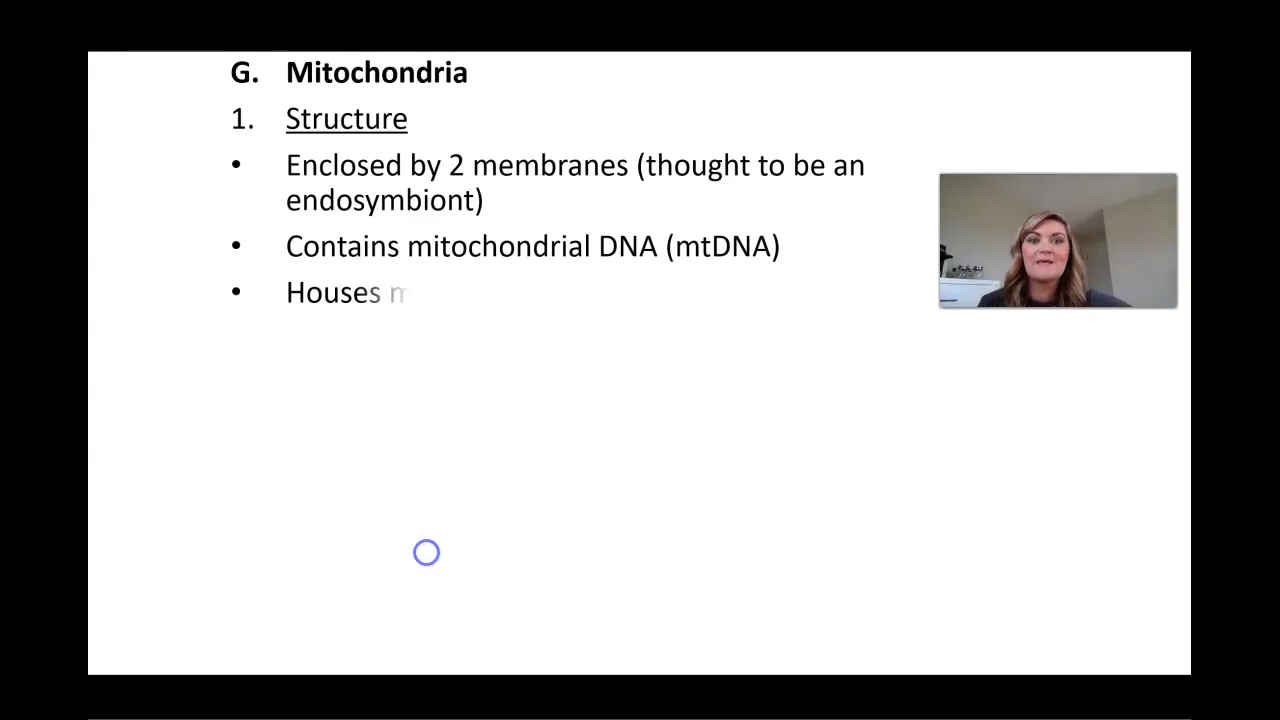 G. Mitochondria
1. Structure
• Enclosed by 2 membranes (thought to be an
endosymbiont)
• Contains mitochondrial DNA (mtDNA)
• Houses